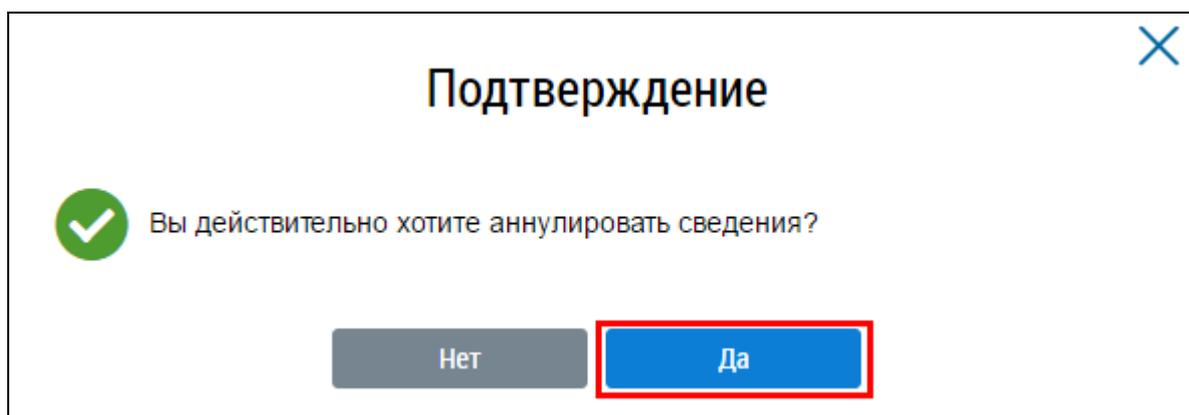 Подтверждение
Вы действительно хотите аннулировать сведения?
Нет
Да